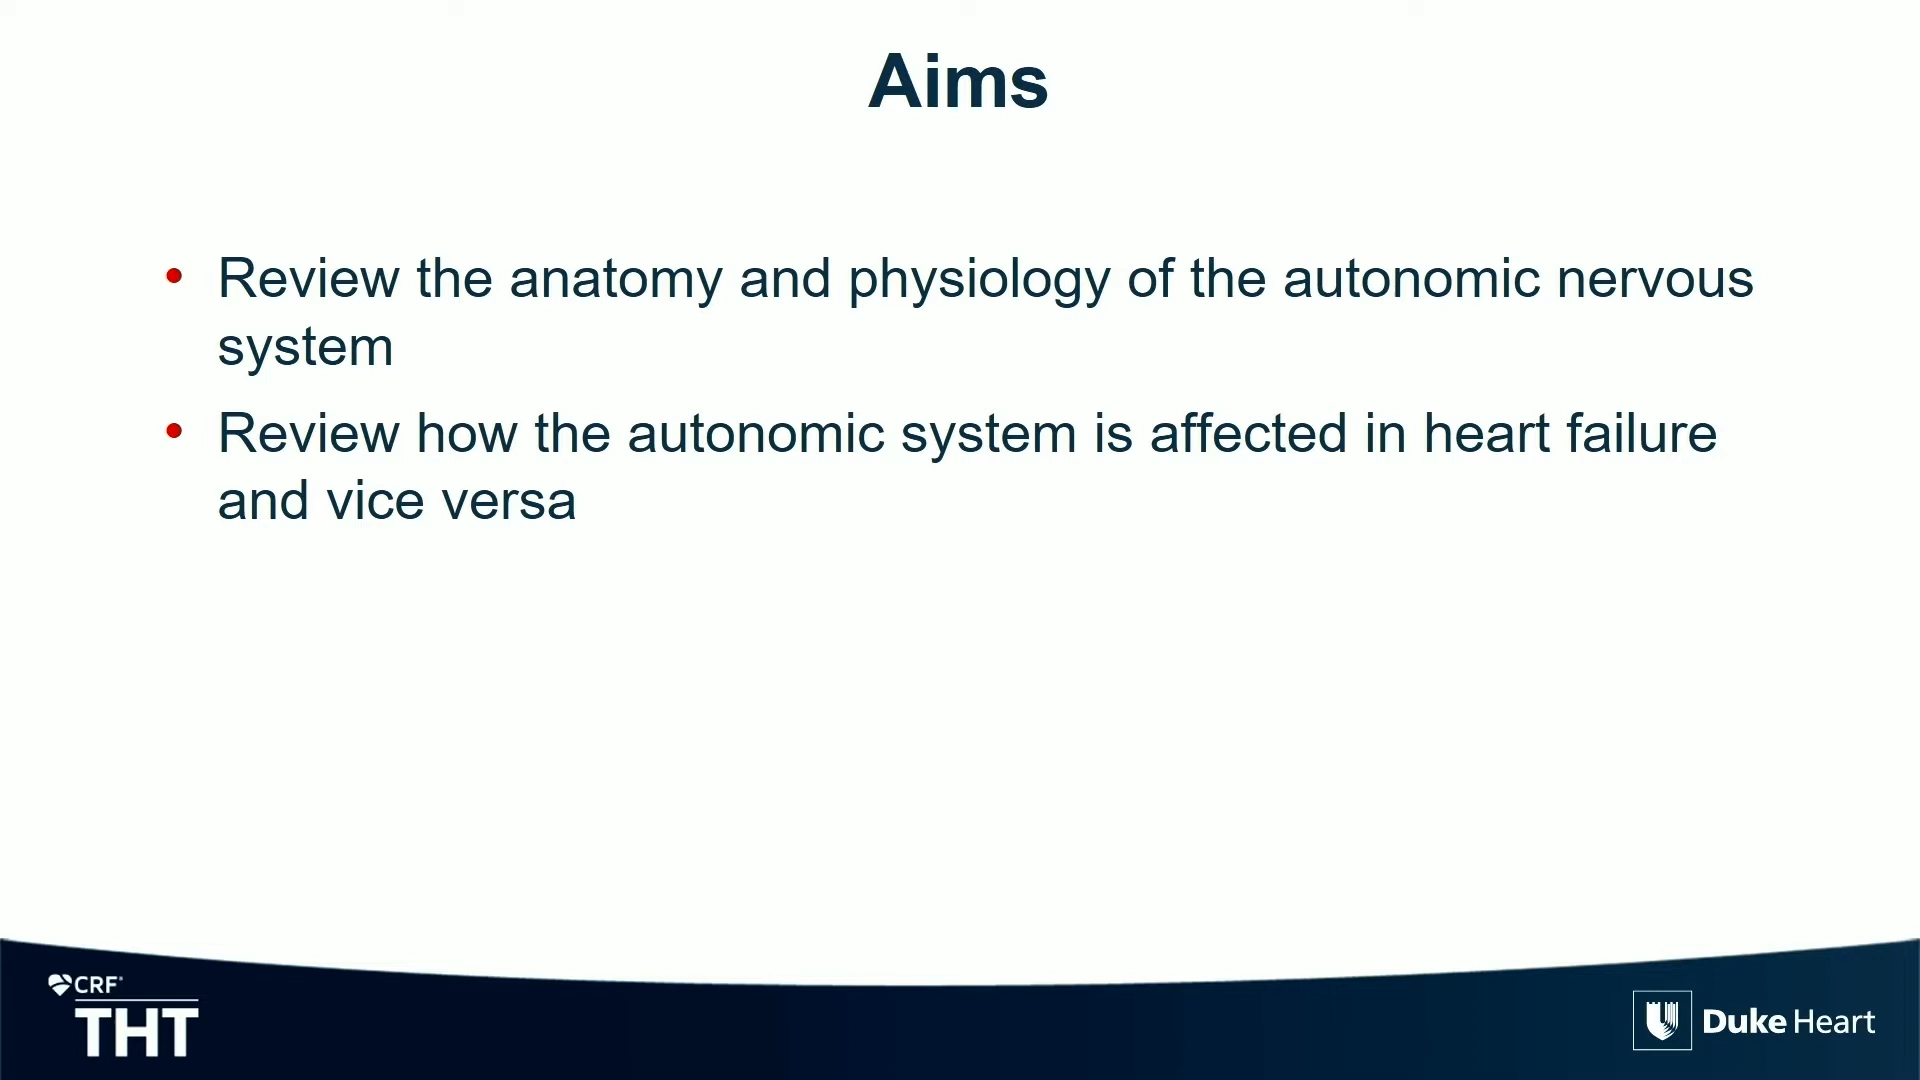 Aims
• Review the anatomy and physiology of the autonomic nervous
system
• Review how the autonomic system is affected in heart failure
and vice versa
CRF®
THT
Duke Heart